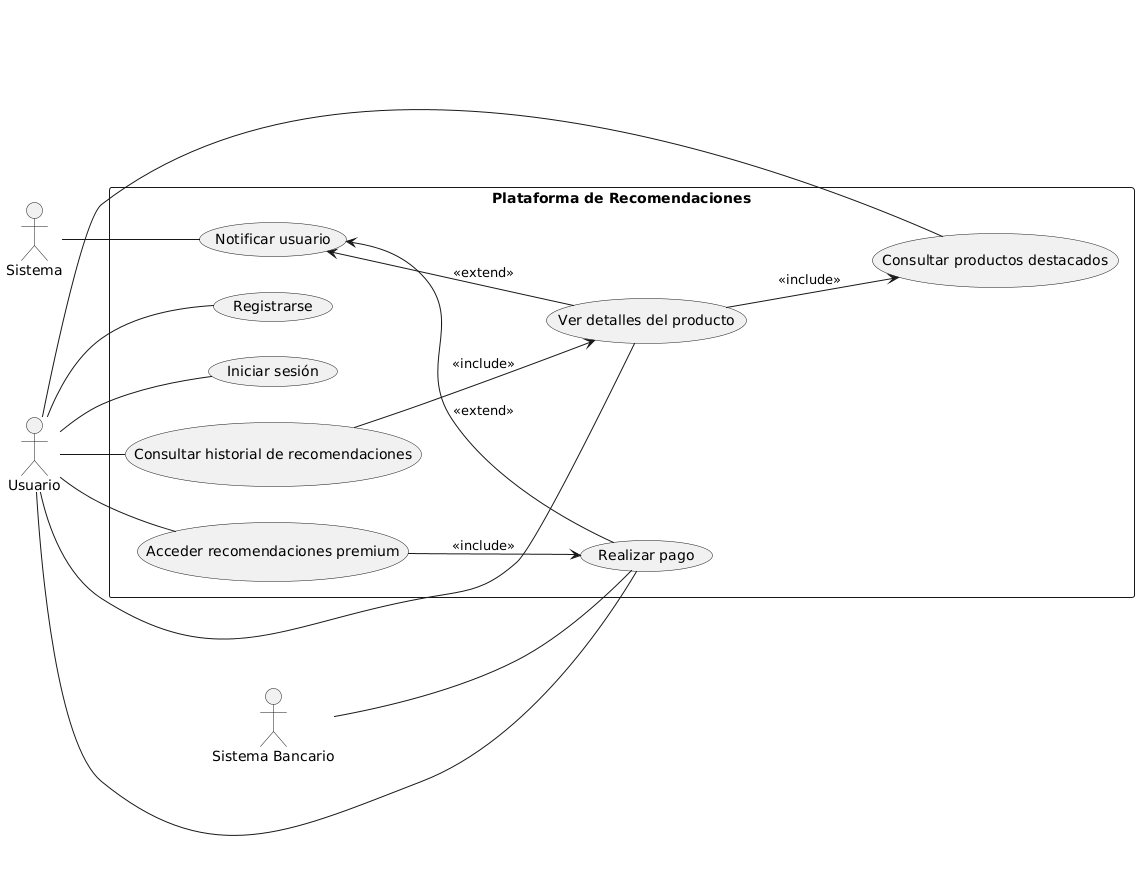 Plataforma de Recomendaciones
Sistema
Notificar usuario
Consultar productos destacados
«extend»
«include»
Registrarse
Ver detalles del producto
Iniciar sesión
«include»
«extend»
Usuario
Consultar historial de recomendaciones
Acceder recomendaciones premium
«include»
Realizar pago
Sistema Bancario